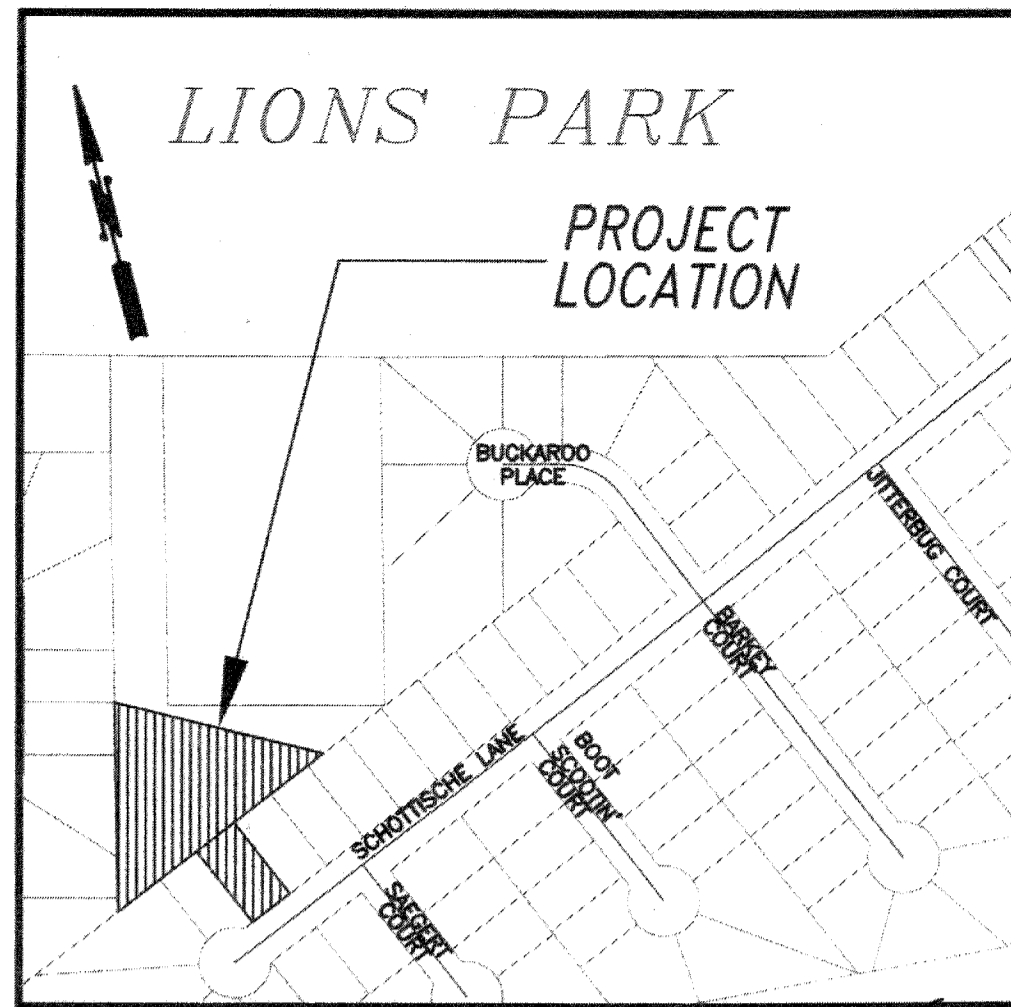 LIONS PARK
N
PROJECT
LOCATION
BUCKAROO
PLACE
JITTERBUG COURT
BARKEY
COURT
SCHOTTISCHE LANE
BOOT
SCOOTIN'
COURT
SAEGERT
COURT